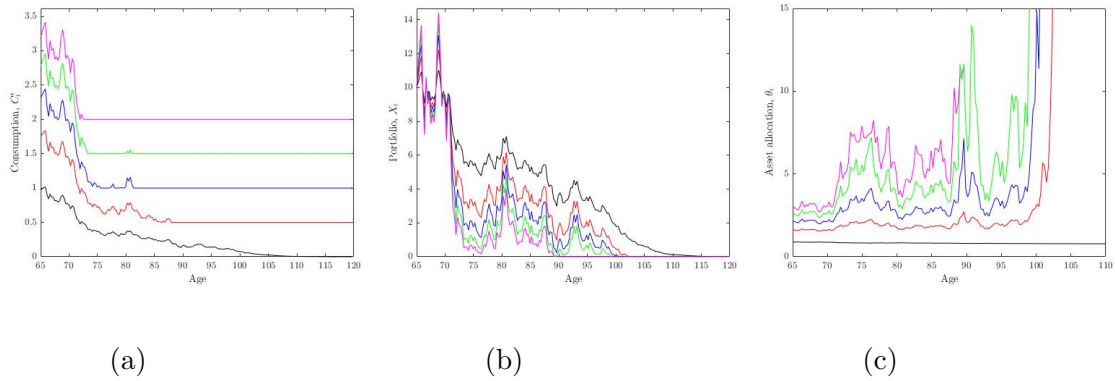 3.5
3
2.5
2
1.5
1
0.5
0
Consumption, C*_t
65 70 75 80 85 90 95 100 105 110 115 120
Age
14
12
10
8
6
4
2
0
Portfolio, X_t
65 70 75 80 85 90 95 100 105 110 115 120
Age
15
10
5
0
Asset allocation, θ_t
65 70 75 80 85 90 95 100 105 110
Age
(a) (b) (c)